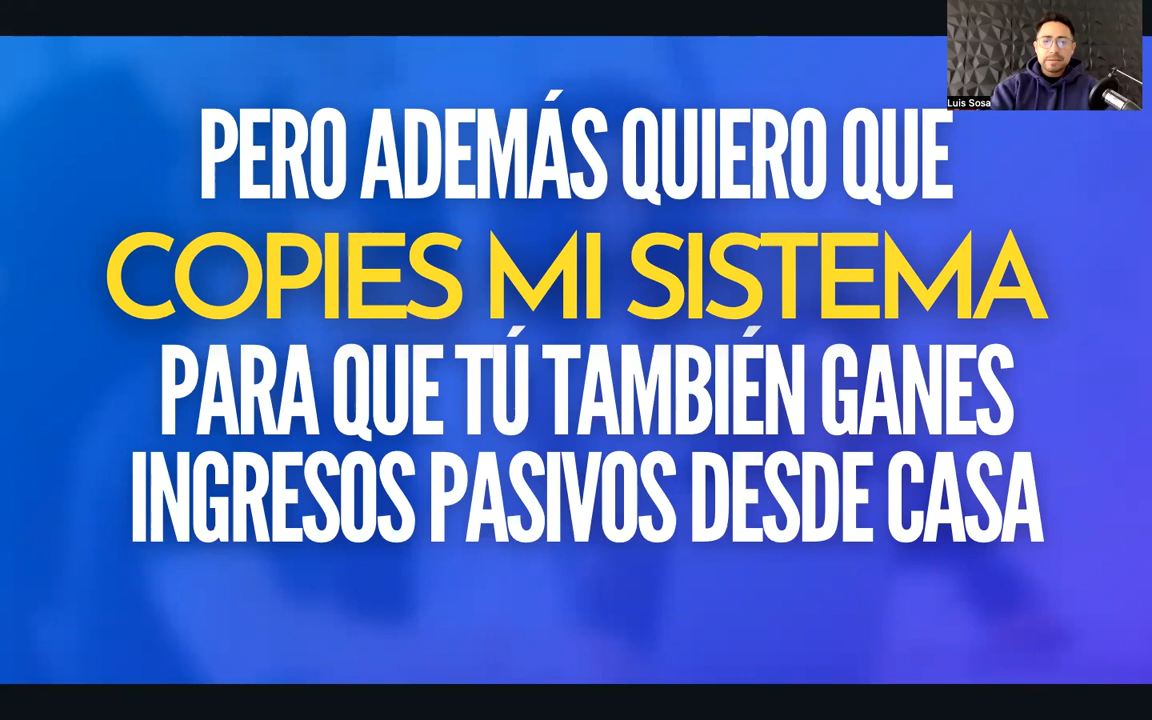 Luis Sosa
PERO ADEMÁS QUIERO QUE
COPIES MI SISTEMA
PARA QUE TÚ TAMBIÉN GANES
INGRESOS PASIVOS DESDE CASA